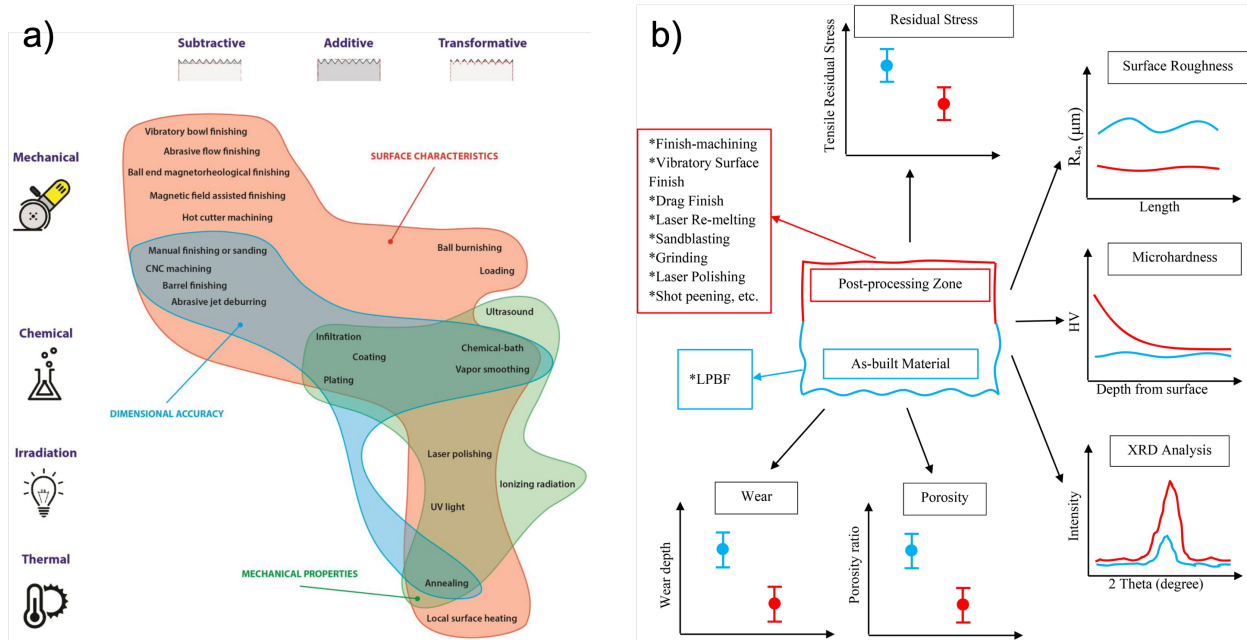 a)
Subtractive
Additive
Transformative
Mechanical
Chemical
Irradiation
Thermal
Vibratory bowl finishing
Abrasive flow finishing
Ball end magnetorheological finishing
Magnetic field assisted finishing
Hot cutter machining
SURFACE CHARACTERISTICS
Manual finishing or sanding
CNC machining
Barrel finishing
Abrasive jet deburring
Ball burnishing
Loading
Ultrasound
Infiltration
Coating
Plating
Chemical-bath
Vapor smoothing
DIMENSIONAL ACCURACY
Laser polishing
Ionizing radiation
UV light
MECHANICAL PROPERTIES
Annealing
Local surface heating
b)
Residual Stress
Tensile Residual Stress
*Finish-machining
*Vibratory Surface
Finish
*Drag Finish
*Laser Re-melting
*Sandblasting
*Grinding
*Laser Polishing
*Shot peening, etc.
Post-processing Zone
As-built Material
*LPBF
Surface Roughness
Ra, (μm)
Length
Microhardness
HV
Depth from surface
XRD Analysis
Intensity
2 Theta (degree)
Wear
Wear depth
Porosity
Porosity ratio